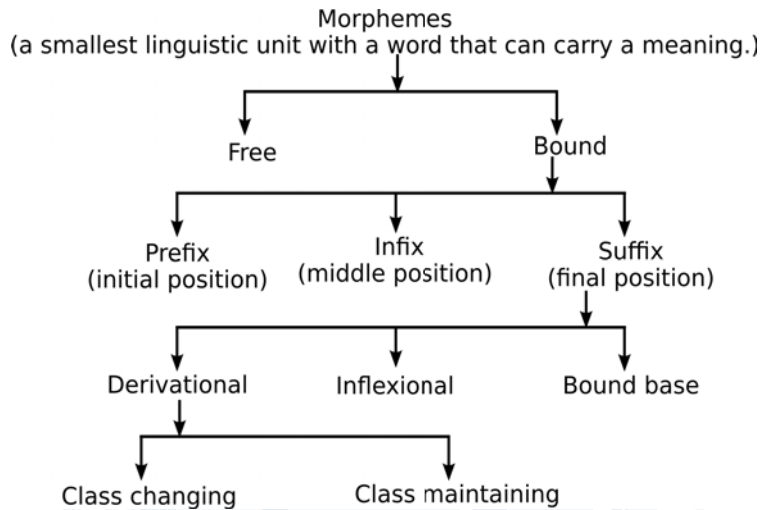 Morphemes
(a smallest linguistic unit with a word that can carry a meaning.)
Free Bound
Prefix Infix Suffix
(initial position) (middle position) (final position)
Derivational Inflexional Bound base
Class changing Class maintaining